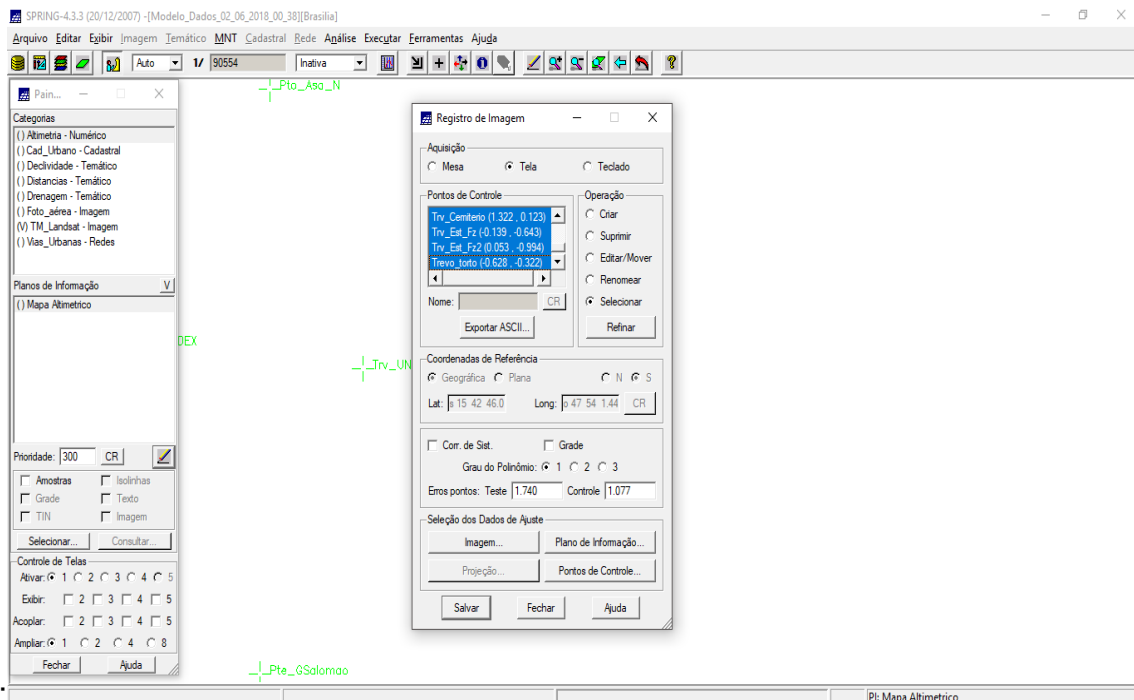 SPRING-4.3.3 (20/12/2007) -[Modelo_Dados_02_06_2018_00_38][Brasilia]
Arquivo Editar Exibir Imagem Temático MNT Cadastral Rede Análise Executar Ferramentas Ajuda
Auto 1/ 90554 Inativa
Pain...
Categorias
( ) Altimetria - Numérico
( ) Cad_Urbano - Cadastral
( ) Declividade - Temático
( ) Distancias - Temático
( ) Drenagem - Temático
( ) Foto_aérea - Imagem
(V) TM_Landsat - Imagem
( ) Vias_Urbanas - Redes
Planos de Informação V
( ) Mapa Altimetrico
Prioridade: 300 CR
Amostras Isolinhas
Grade Texto
TIN Imagem
Selecionar... Consultar...
Controle de Telas
Ativar: 1 2 3 4 5
Exibir: 2 3 4 5
Acoplar: 2 3 4 5
Ampliar: 1 2 4 8
Fechar Ajuda
Pto_Asa_N
DEX
Trv_UN
Pte_GSalomao
Registro de Imagem
Aquisição
Mesa Tela Teclado
Pontos de Controle
Trv_Cemiterio (1.322 , 0.123)
Trv_Est_Fz (-0.139 , -0.643)
Trv_Est_Fz2 (0.053 , -0.994)
Trevo_torto (-0.628 , -0.322)
Nome: CR
Exportar ASCII...
Operação
Criar
Suprimir
Editar/Mover
Renomear
Selecionar
Refinar
Coordenadas de Referência
Geográfica Plana N S
Lat: s 15 42 46.0 Long: o 47 54 1.44 CR
Corr. de Sist. Grade
Grau do Polinômio: 1 2 3
Erros pontos: Teste 1.740 Controle 1.077
Seleção dos Dados de Ajuste
Imagem... Plano de Informação...
Projeção... Pontos de Controle...
Salvar Fechar Ajuda
PI: Mapa Altimetrico